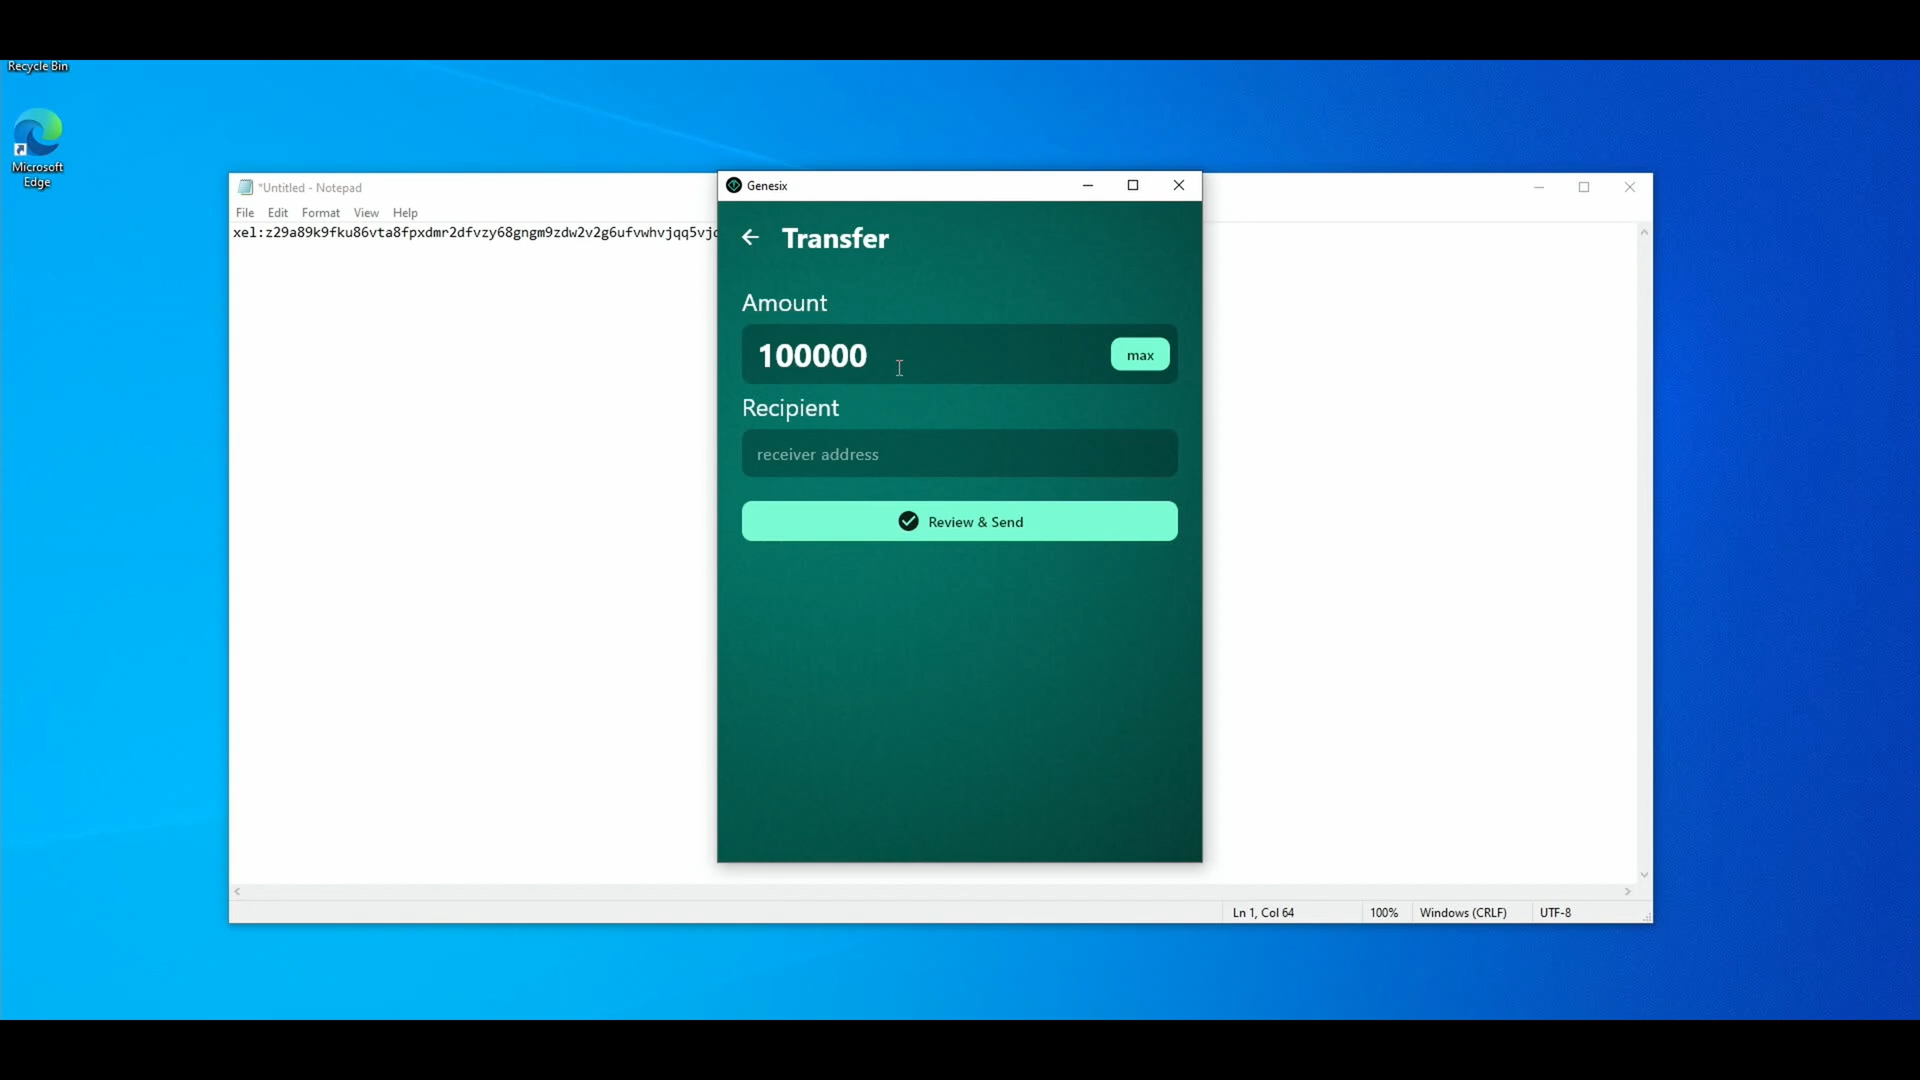 Recycle Bin
Microsoft
Edge
*Untitled - Notepad
File Edit Format View Help
xel:z29a89k9fku86vta8fpxdmr2dfvzy68gngm9zdw2v2g6ufvwhvjqq5vjc
Genesix
Transfer
Amount
100000
max
Recipient
receiver address
Review & Send
Ln 1, Col 64
100%
Windows (CRLF)
UTF-8